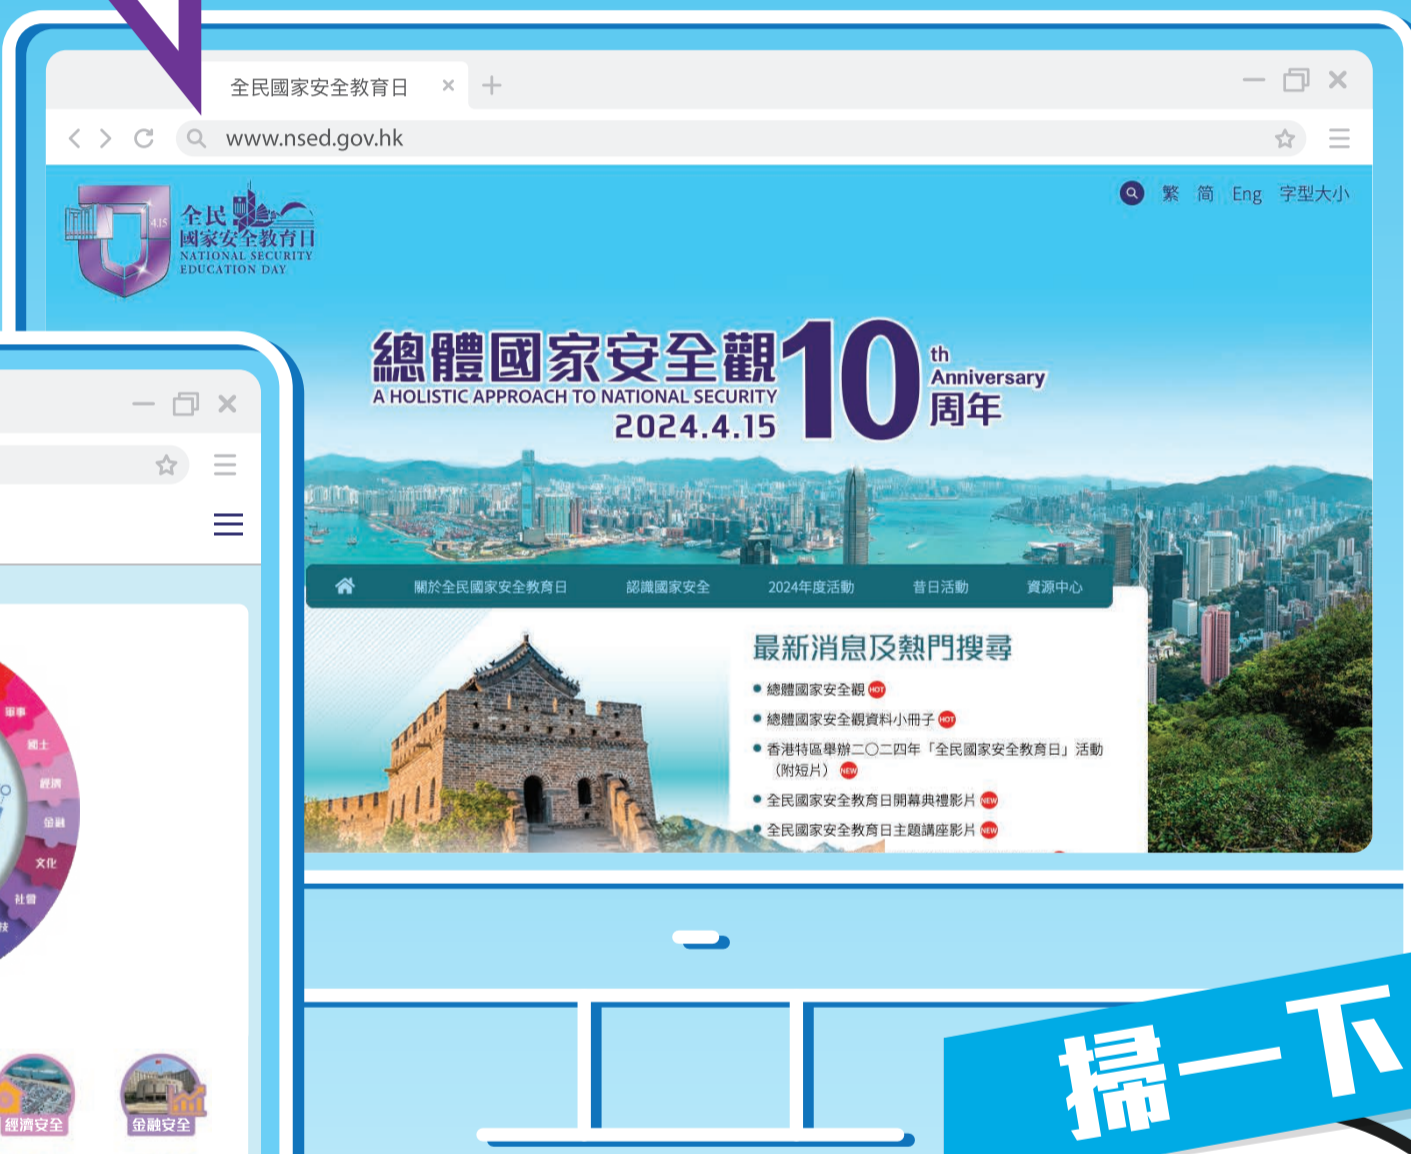 全民國家安全教育日
www.nsed.gov.hk
繁 简 Eng 字型大小
4.15
全民
國家安全教育日
NATIONAL SECURITY
EDUCATION DAY
總體國家安全觀10th Anniversary
A HOLISTIC APPROACH TO NATIONAL SECURITY
2024.4.15
周年
關於全民國家安全教育日 認識國家安全 2024年度活動 昔日活動 資源中心
最新消息及熱門搜尋
總體國家安全觀 HOT
總體國家安全觀資料小冊子 HOT
香港特區舉辦二〇二四年「全民國家安全教育日」活動
（附短片） NEW
全民國家安全教育日開幕典禮影片 NEW
全民國家安全教育日主題講座影片 NEW
軍事
國土
經濟
金融
文化
社會
技
經濟安全
金融安全
掃一下